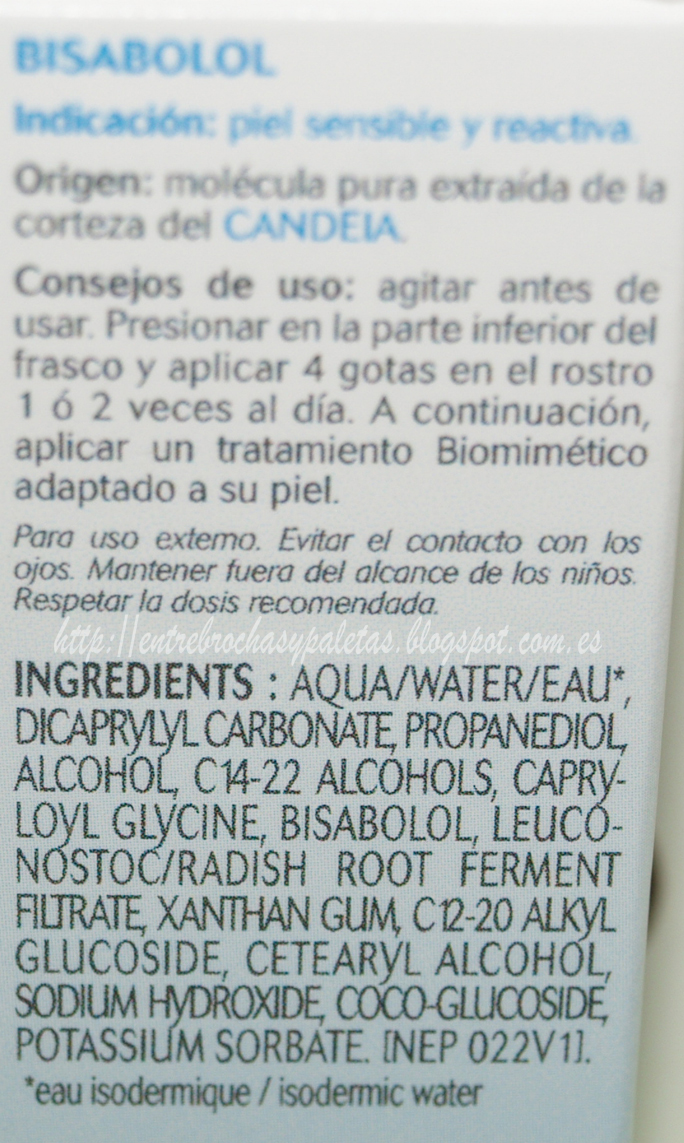 BISABOLOL
Indicación: piel sensible y reactiva.
Origen: molécula pura extraída de la
corteza del CANDEIA.
Consejos de uso: agitar antes de
usar. Presionar en la parte inferior del
frasco y aplicar 4 gotas en el rostro
1 ó 2 veces al día. A continuación,
aplicar un tratamiento Biomimético
adaptado a su piel.
Para uso externo. Evitar el contacto con los
ojos. Mantener fuera del alcance de los niños.
Respetar la dosis recomendada.
http://entrebrochasypaletas.blogspot.com.es
INGREDIENTS : AQUA/WATER/EAU*,
DICAPRYLYL CARBONATE, PROPANEDIOL,
ALCOHOL, C14-22 ALCOHOLS, CAPRY-
LOYL GLYCINE, BISABOLOL, LEUCO-
NOSTOC/RADISH ROOT FERMENT
FILTRATE, XANTHAN GUM, C12-20 ALKYL
GLUCOSIDE, CETEARYL ALCOHOL,
SODIUM HYDROXIDE, COCO-GLUCOSIDE,
POTASSIUM SORBATE. [NEP 022V1].
*eau isodermique / isodermic water